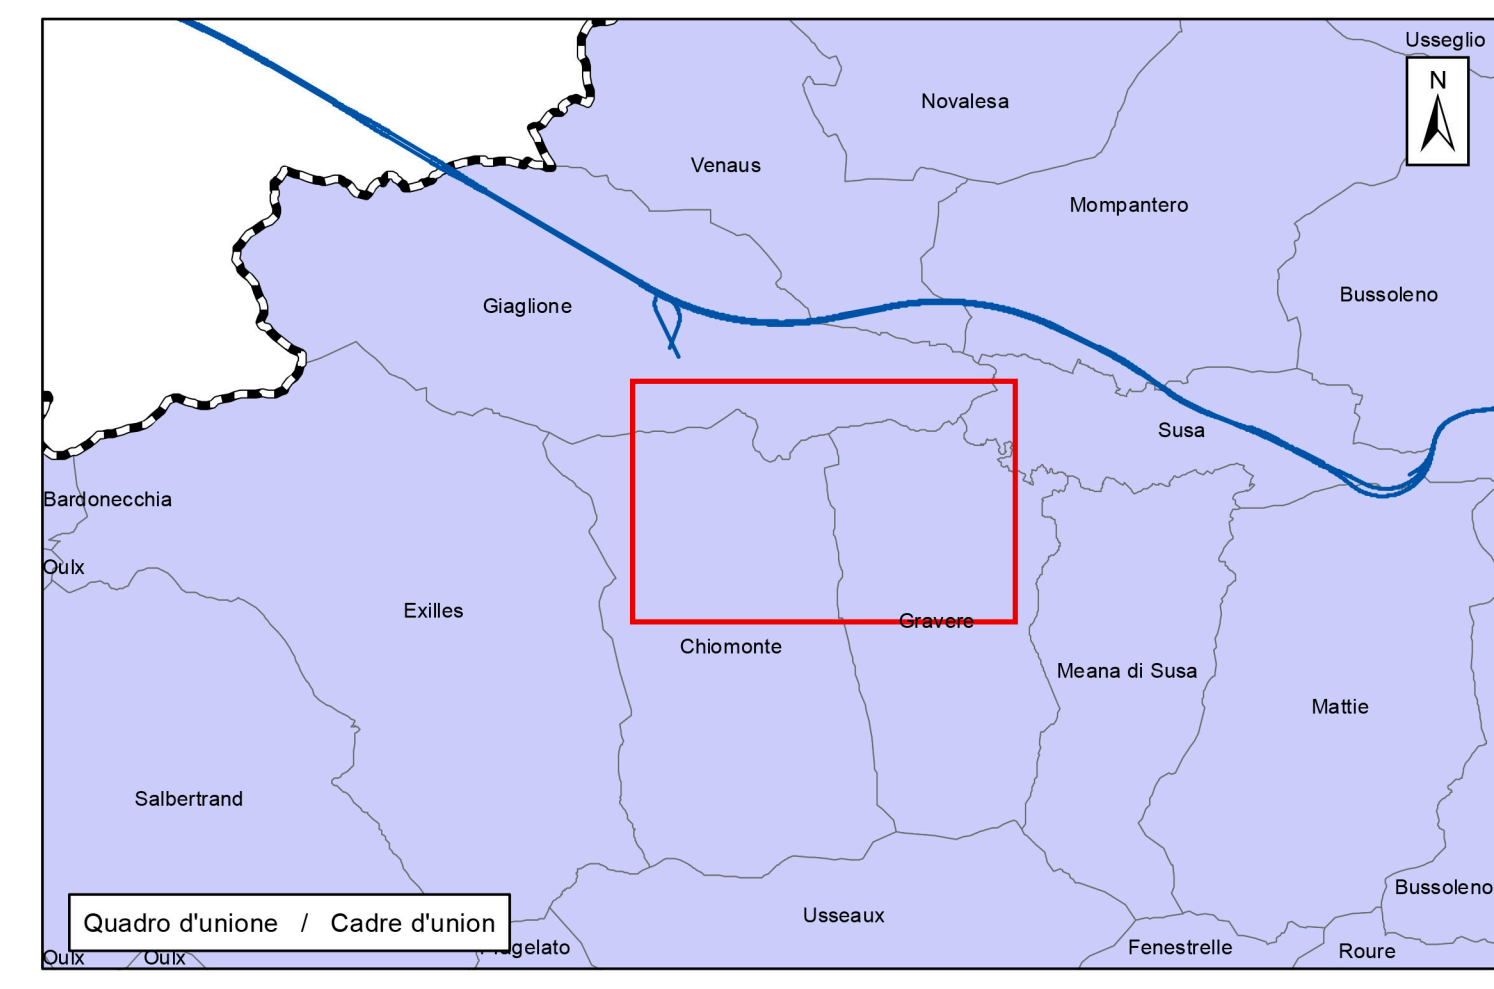 Usseglio
N
Novalesa
Venaus
Mompantero
Bussoleno
Giaglione
Susa
Bardonecchia
Oulx
Exilles
Gravere
Chiomonte
Meana di Susa
Mattie
Salbertrand
Bussoleno
Usseaux
Quadro d'unione / Cadre d'union
Fenestrelle
Roure
Oulx
Oulx